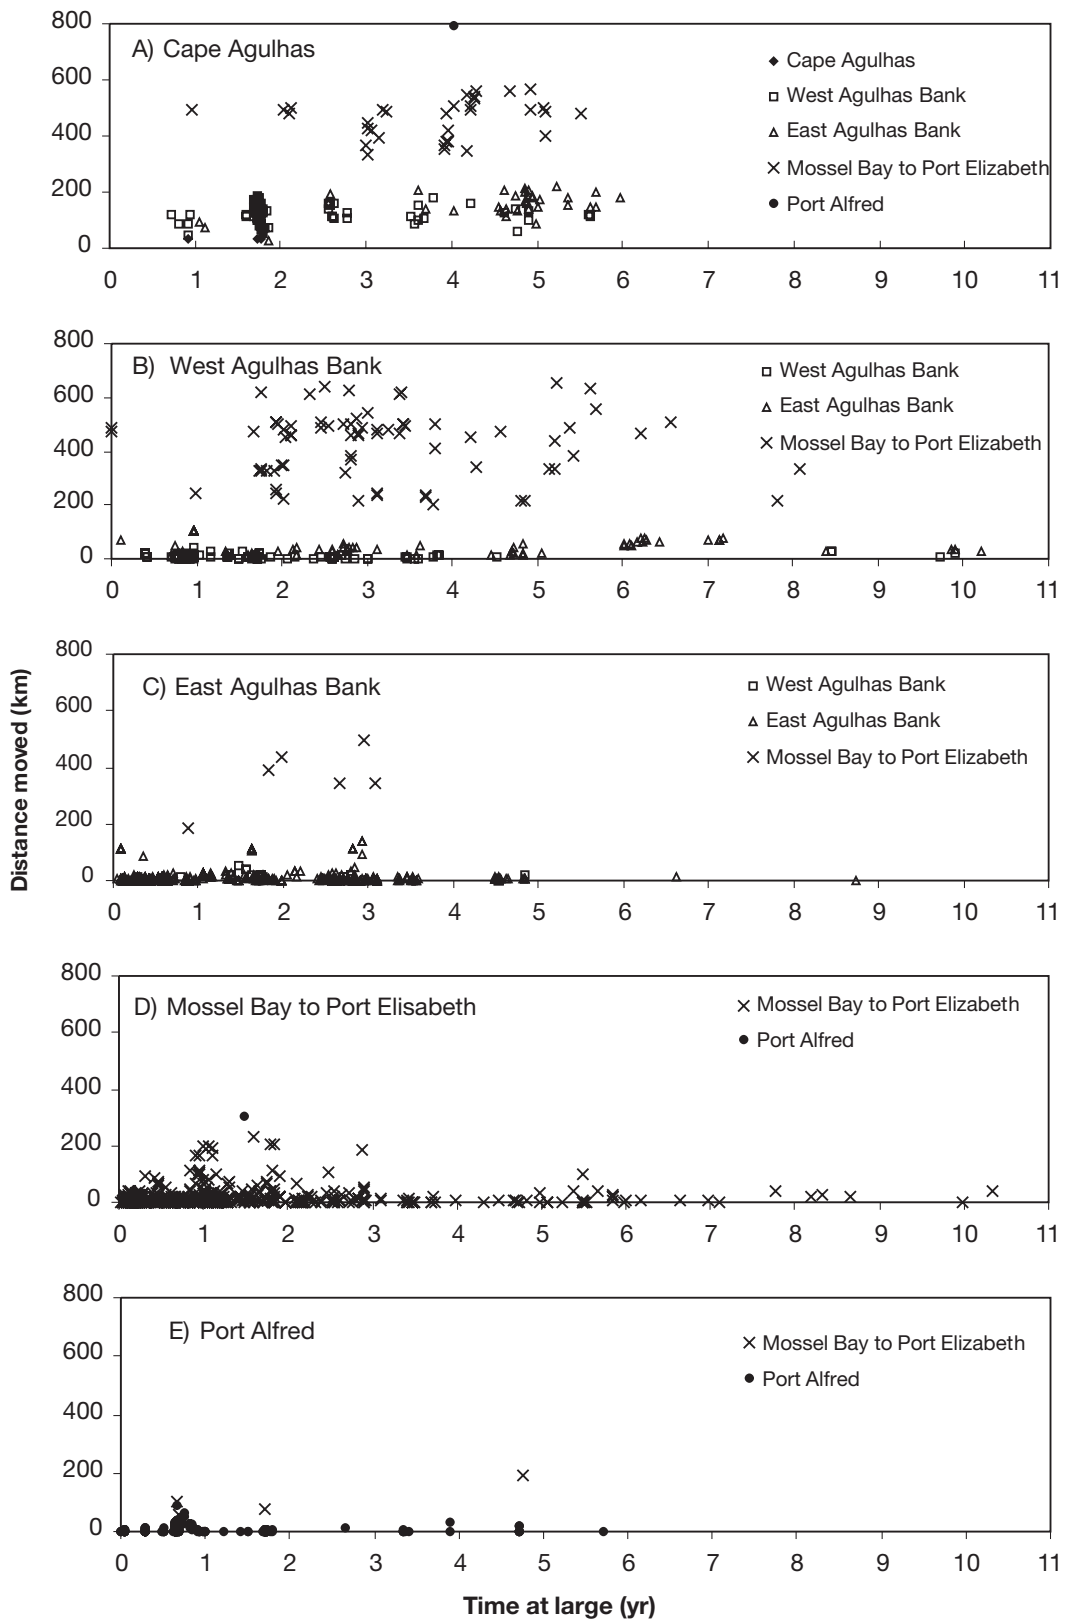 800
A) Cape Agulhas
Cape Agulhas
600
West Agulhas Bank
400
East Agulhas Bank
Mossel Bay to Port Elizabeth
200
Port Alfred
0
0 1 2 3 4 5 6 7 8 9 10 11
800
B) West Agulhas Bank
West Agulhas Bank
600
East Agulhas Bank
400
Mossel Bay to Port Elizabeth
200
0
0 1 2 3 4 5 6 7 8 9 10 11
Distance moved (km)
800
C) East Agulhas Bank
West Agulhas Bank
600
East Agulhas Bank
400
Mossel Bay to Port Elizabeth
200
0
0 1 2 3 4 5 6 7 8 9 10 11
800
D) Mossel Bay to Port Elisabeth
Mossel Bay to Port Elizabeth
600
Port Alfred
400
200
0
0 1 2 3 4 5 6 7 8 9 10 11
800
E) Port Alfred
Mossel Bay to Port Elizabeth
600
Port Alfred
400
200
0
0 1 2 3 4 5 6 7 8 9 10 11
Time at large (yr)